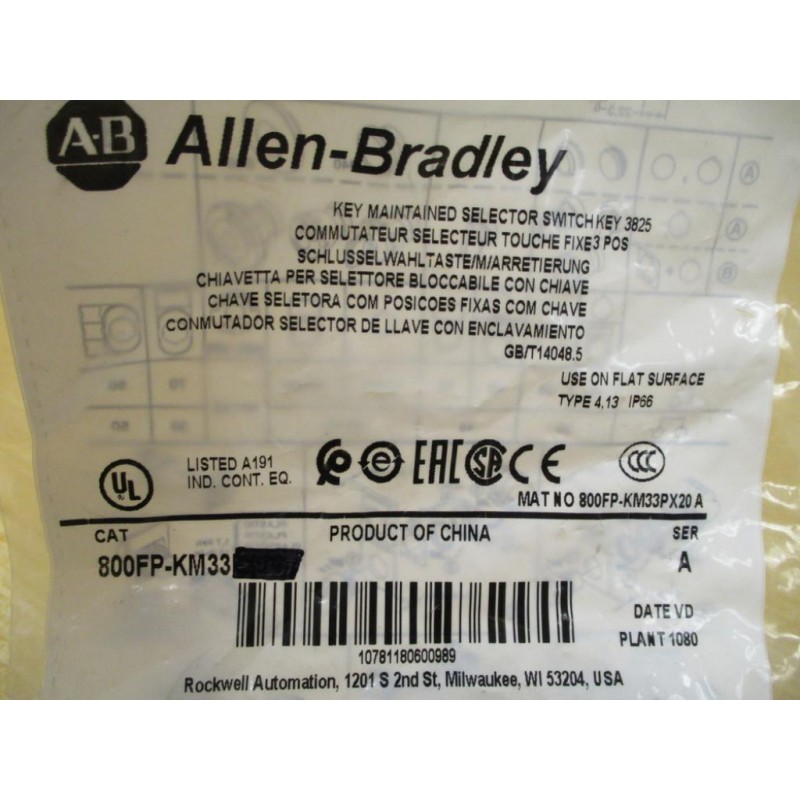 A-B Allen-Bradley
KEY MAINTAINED SELECTOR SWITCH KEY 3825
COMMUTATEUR SELECTEUR TOUCHE FIXE3 POS
SCHLUSSELWAHLTASTE/M/ARRETIERUNG
CHIAVETTA PER SELETTORE BLOCCABILE CON CHIAVE
CHAVE SELETORA COM POSICOES FIXAS COM CHAVE
CONMUTADOR SELECTOR DE LLAVE CON ENCLAVAMIENTO
GB/T14048.5
USE ON FLAT SURFACE
TYPE 4,13 IP66
UL LISTED A191
IND. CONT. EQ.
EAC SA CE CCC
MAT NO 800FP-KM33PX20 A
CAT PRODUCT OF CHINA SER
800FP-KM33 A
DATE VD
PLANT 1080
10781180600989
Rockwell Automation, 1201 S 2nd St, Milwaukee, WI 53204, USA